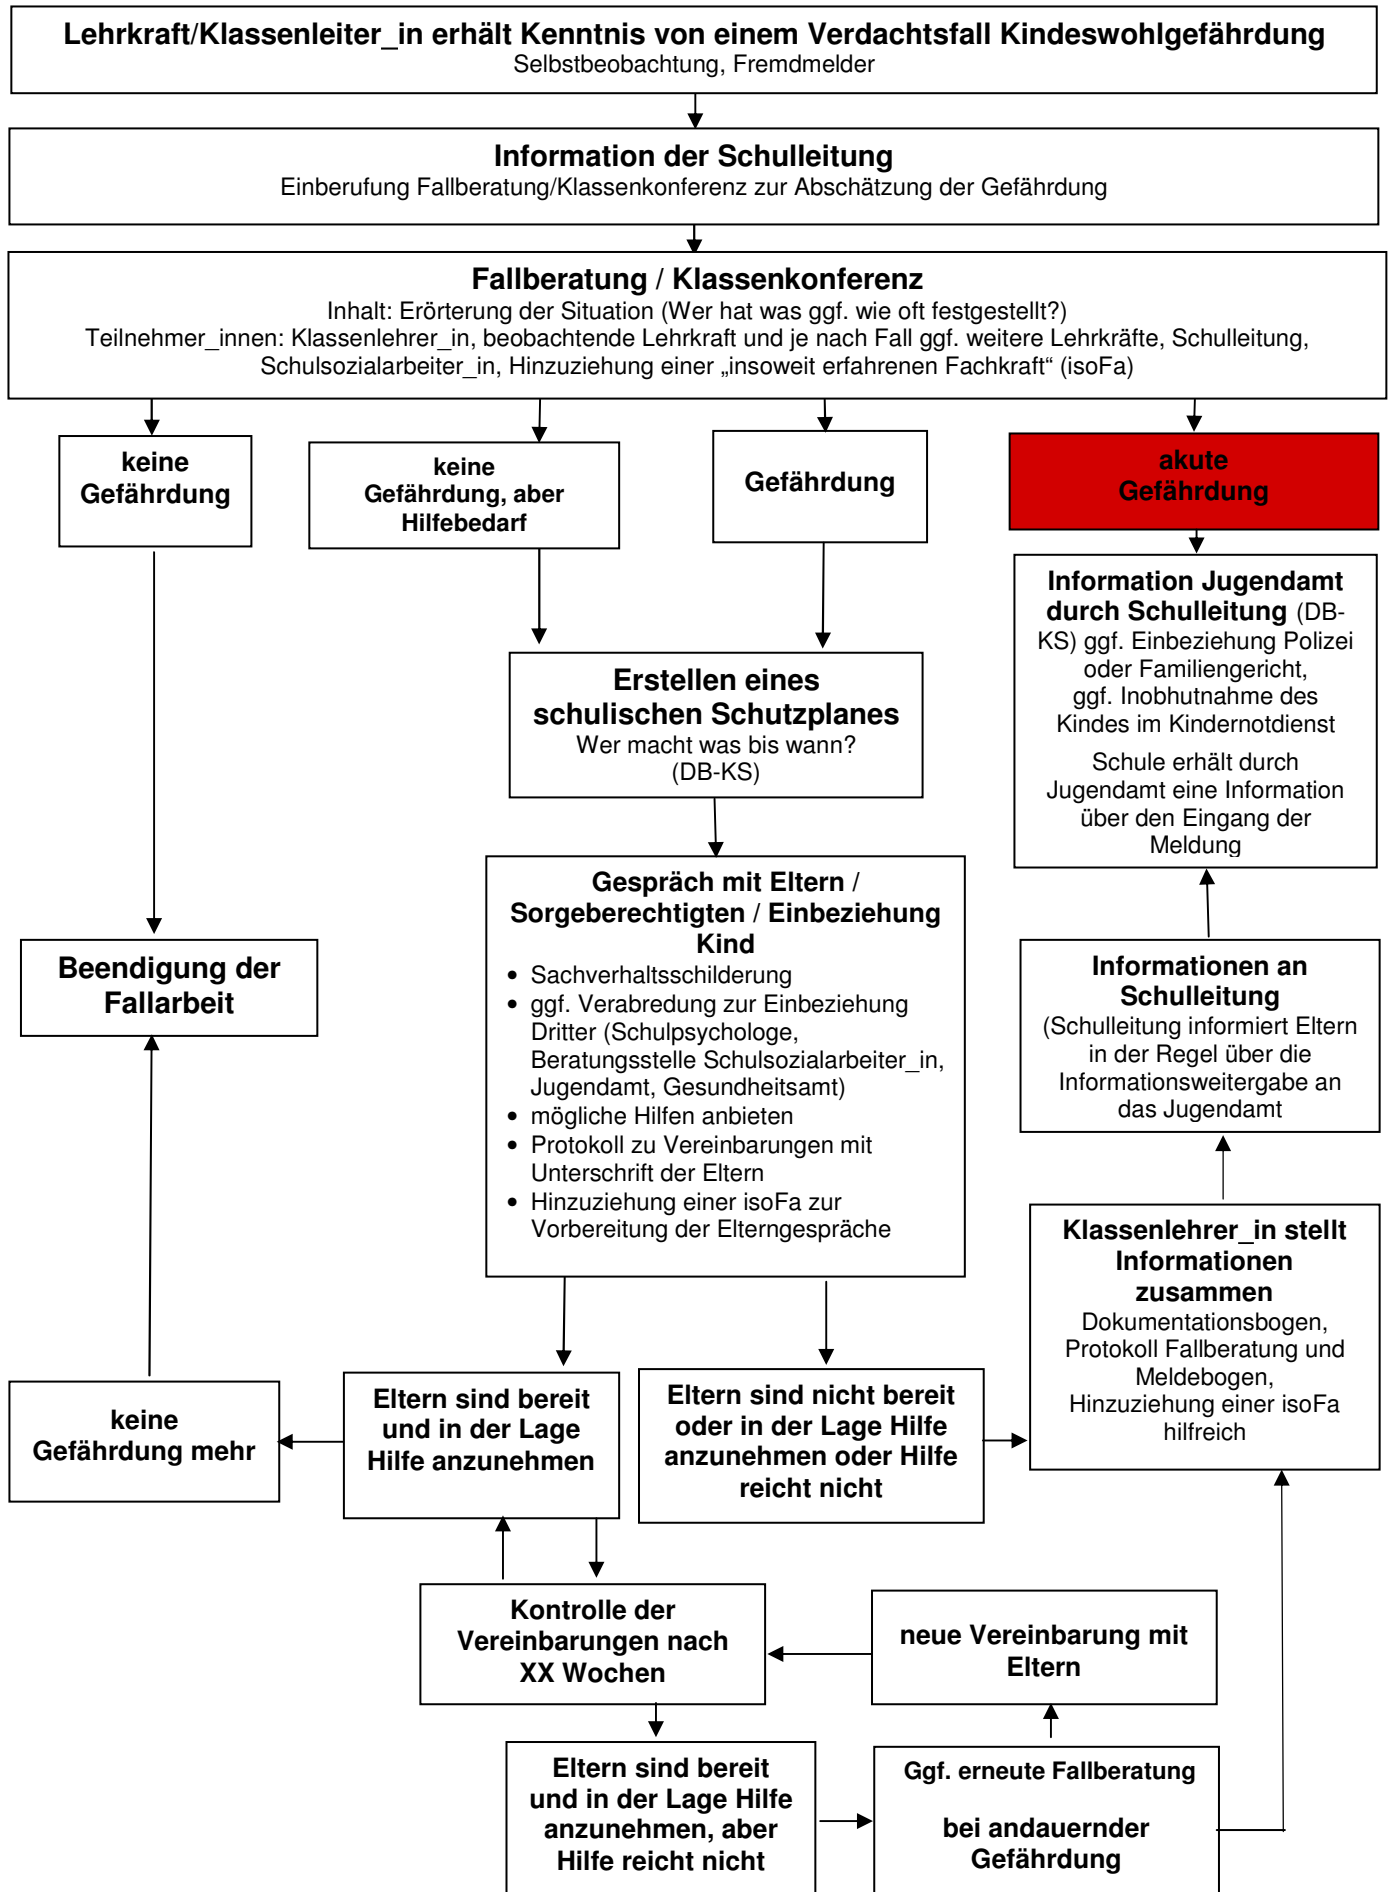 Lehrkraft/Klassenleiter_in erhält Kenntnis von einem Verdachtsfall Kindeswohlgefährdung
Selbstbeobachtung, Fremdmelder
Information der Schulleitung
Einberufung Fallberatung/Klassenkonferenz zur Abschätzung der Gefährdung
Fallberatung / Klassenkonferenz
Inhalt: Erörterung der Situation (Wer hat was ggf. wie oft festgestellt?)
Teilnehmer_innen: Klassenlehrer_in, beobachtende Lehrkraft und je nach Fall ggf. weitere Lehrkräfte, Schulleitung,
Schulsozialarbeiter_in, Hinzuziehung einer „insoweit erfahrenen Fachkraft“ (isoFa)
keine
Gefährdung
keine
Gefährdung, aber
Hilfebedarf
Gefährdung
akute
Gefährdung
Information Jugendamt
durch Schulleitung (DB-
KS) ggf. Einbeziehung Polizei
oder Familiengericht,
ggf. Inobhutnahme des
Kindes im Kindernotdienst
Schule erhält durch
Jugendamt eine Information
über den Eingang der
Meldung
Erstellen eines
schulischen Schutzplanes
Wer macht was bis wann?
(DB-KS)
Gespräch mit Eltern /
Sorgeberechtigten / Einbeziehung
Kind
• Sachverhaltsschilderung
• ggf. Verabredung zur Einbeziehung
Dritter (Schulpsychologe,
Beratungsstelle Schulsozialarbeiter_in,
Jugendamt, Gesundheitsamt)
• mögliche Hilfen anbieten
• Protokoll zu Vereinbarungen mit
Unterschrift der Eltern
• Hinzuziehung einer isoFa zur
Vorbereitung der Elterngespräche
Beendigung der
Fallarbeit
Informationen an
Schulleitung
(Schulleitung informiert Eltern
in der Regel über die
Informationsweitergabe an
das Jugendamt
Klassenlehrer_in stellt
Informationen
zusammen
Dokumentationsbogen,
Protokoll Fallberatung und
Meldebogen,
Hinzuziehung einer isoFa
hilfreich
keine
Gefährdung mehr
Eltern sind bereit
und in der Lage
Hilfe anzunehmen
Eltern sind nicht bereit
oder in der Lage Hilfe
anzunehmen oder Hilfe
reicht nicht
Kontrolle der
Vereinbarungen nach
XX Wochen
neue Vereinbarung mit
Eltern
Eltern sind bereit
und in der Lage Hilfe
anzunehmen, aber
Hilfe reicht nicht
Ggf. erneute Fallberatung
bei andauernder
Gefährdung